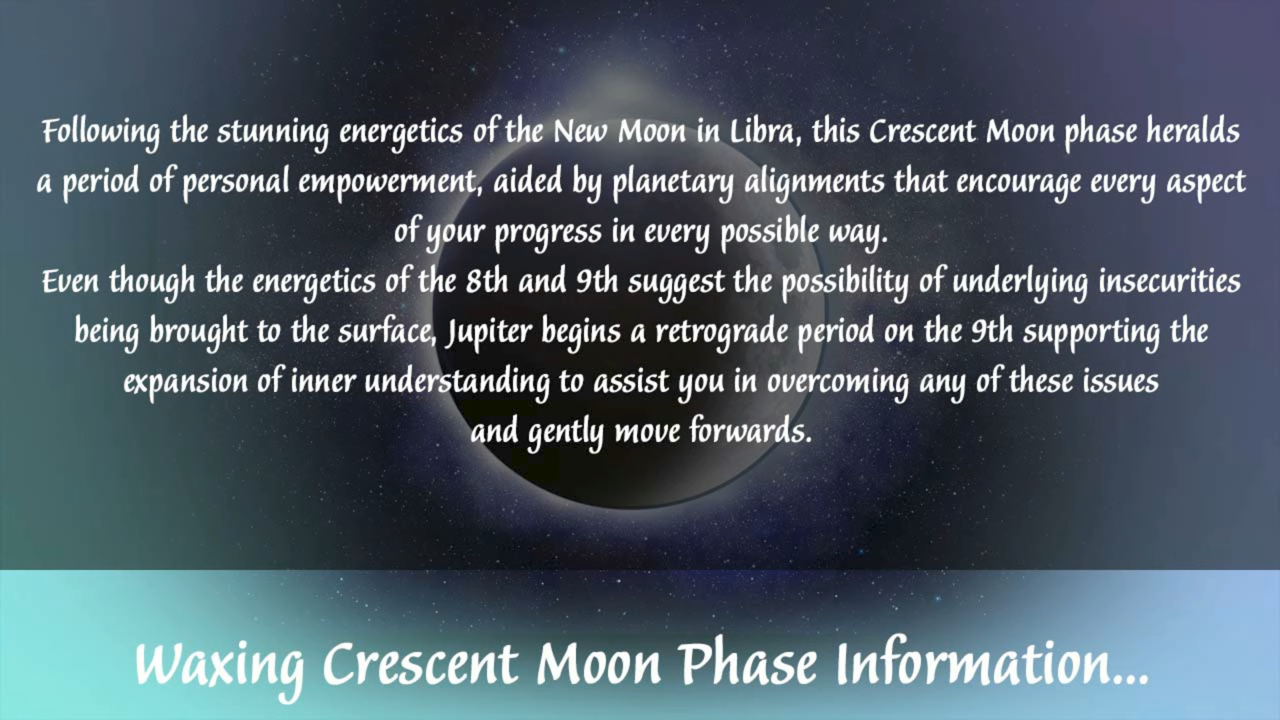 Following the stunning energetics of the New Moon in Libra, this Crescent Moon phase heralds
a period of personal empowerment, aided by planetary alignments that encourage every aspect
of your progress in every possible way.
Even though the energetics of the 8th and 9th suggest the possibility of underlying insecurities
being brought to the surface, Jupiter begins a retrograde period on the 9th supporting the
expansion of inner understanding to assist you in overcoming any of these issues
and gently move forwards.
Waxing Crescent Moon Phase Information...